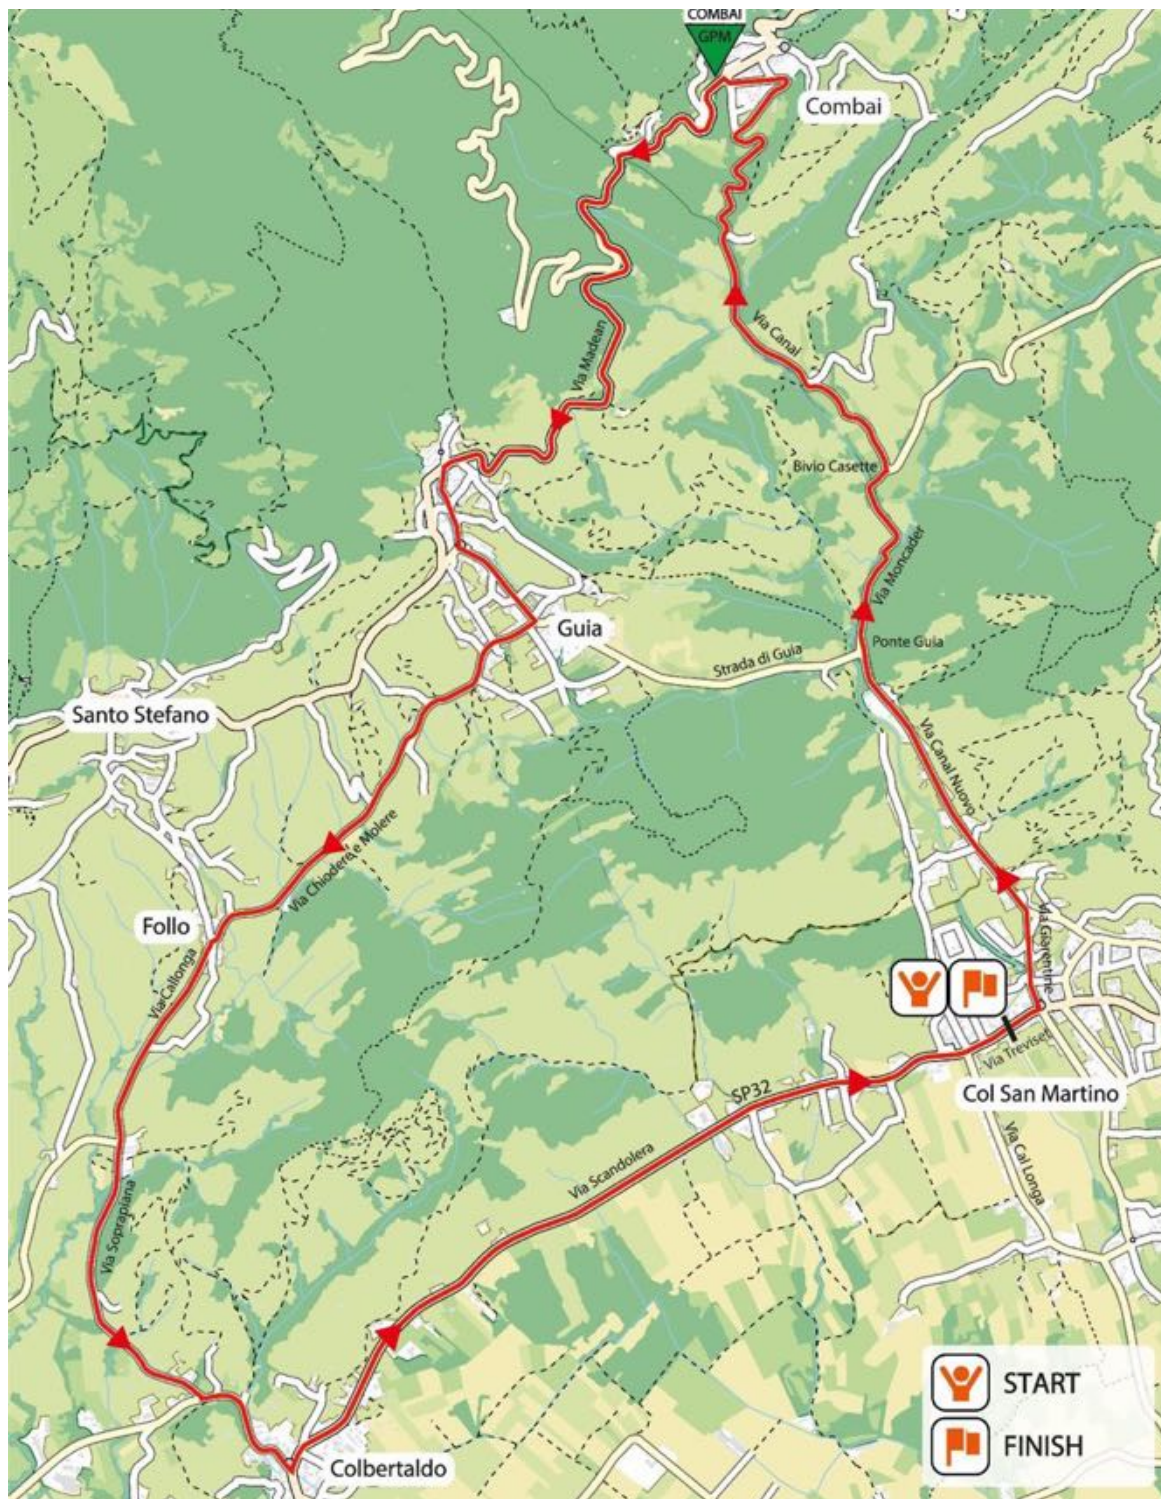 COMBAI
GPM
Combai
Via Canal
Via Madean
Bivio Casette
Via Moncader
Guia
Ponte Guia
Strada di Guia
Santo Stefano
Via Canal Nuovo
Via Chiodere e Molere
Follo
Via Giarentine
Via Callonga
Via Treviset
SP32
Col San Martino
Via Scandolera
Via Cal Longa
Via Soprapiana
START
FINISH
Colbertaldo